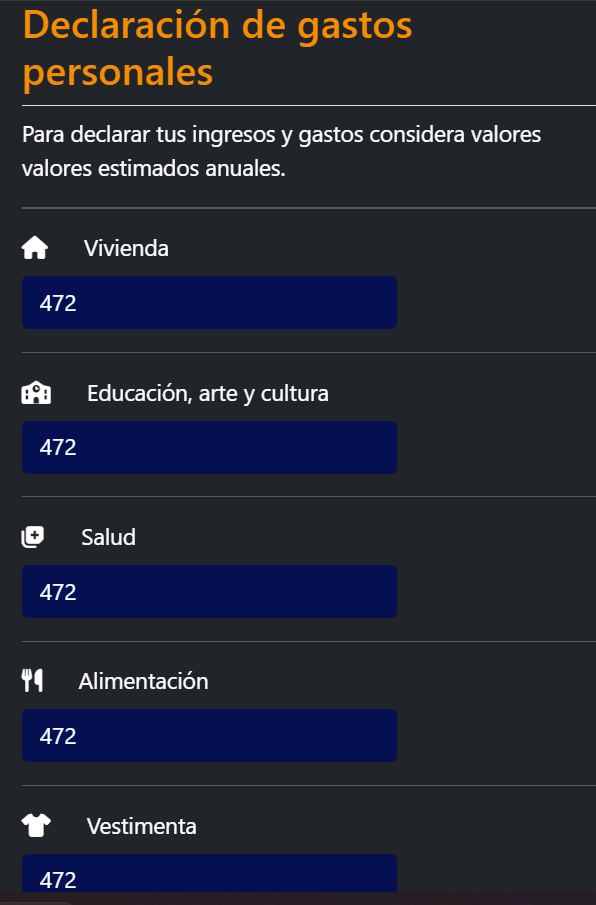 Declaración de gastos
personales
Para declarar tus ingresos y gastos considera valores
valores estimados anuales.
Vivienda
472
Educación, arte y cultura
472
Salud
472
Alimentación
472
Vestimenta
472